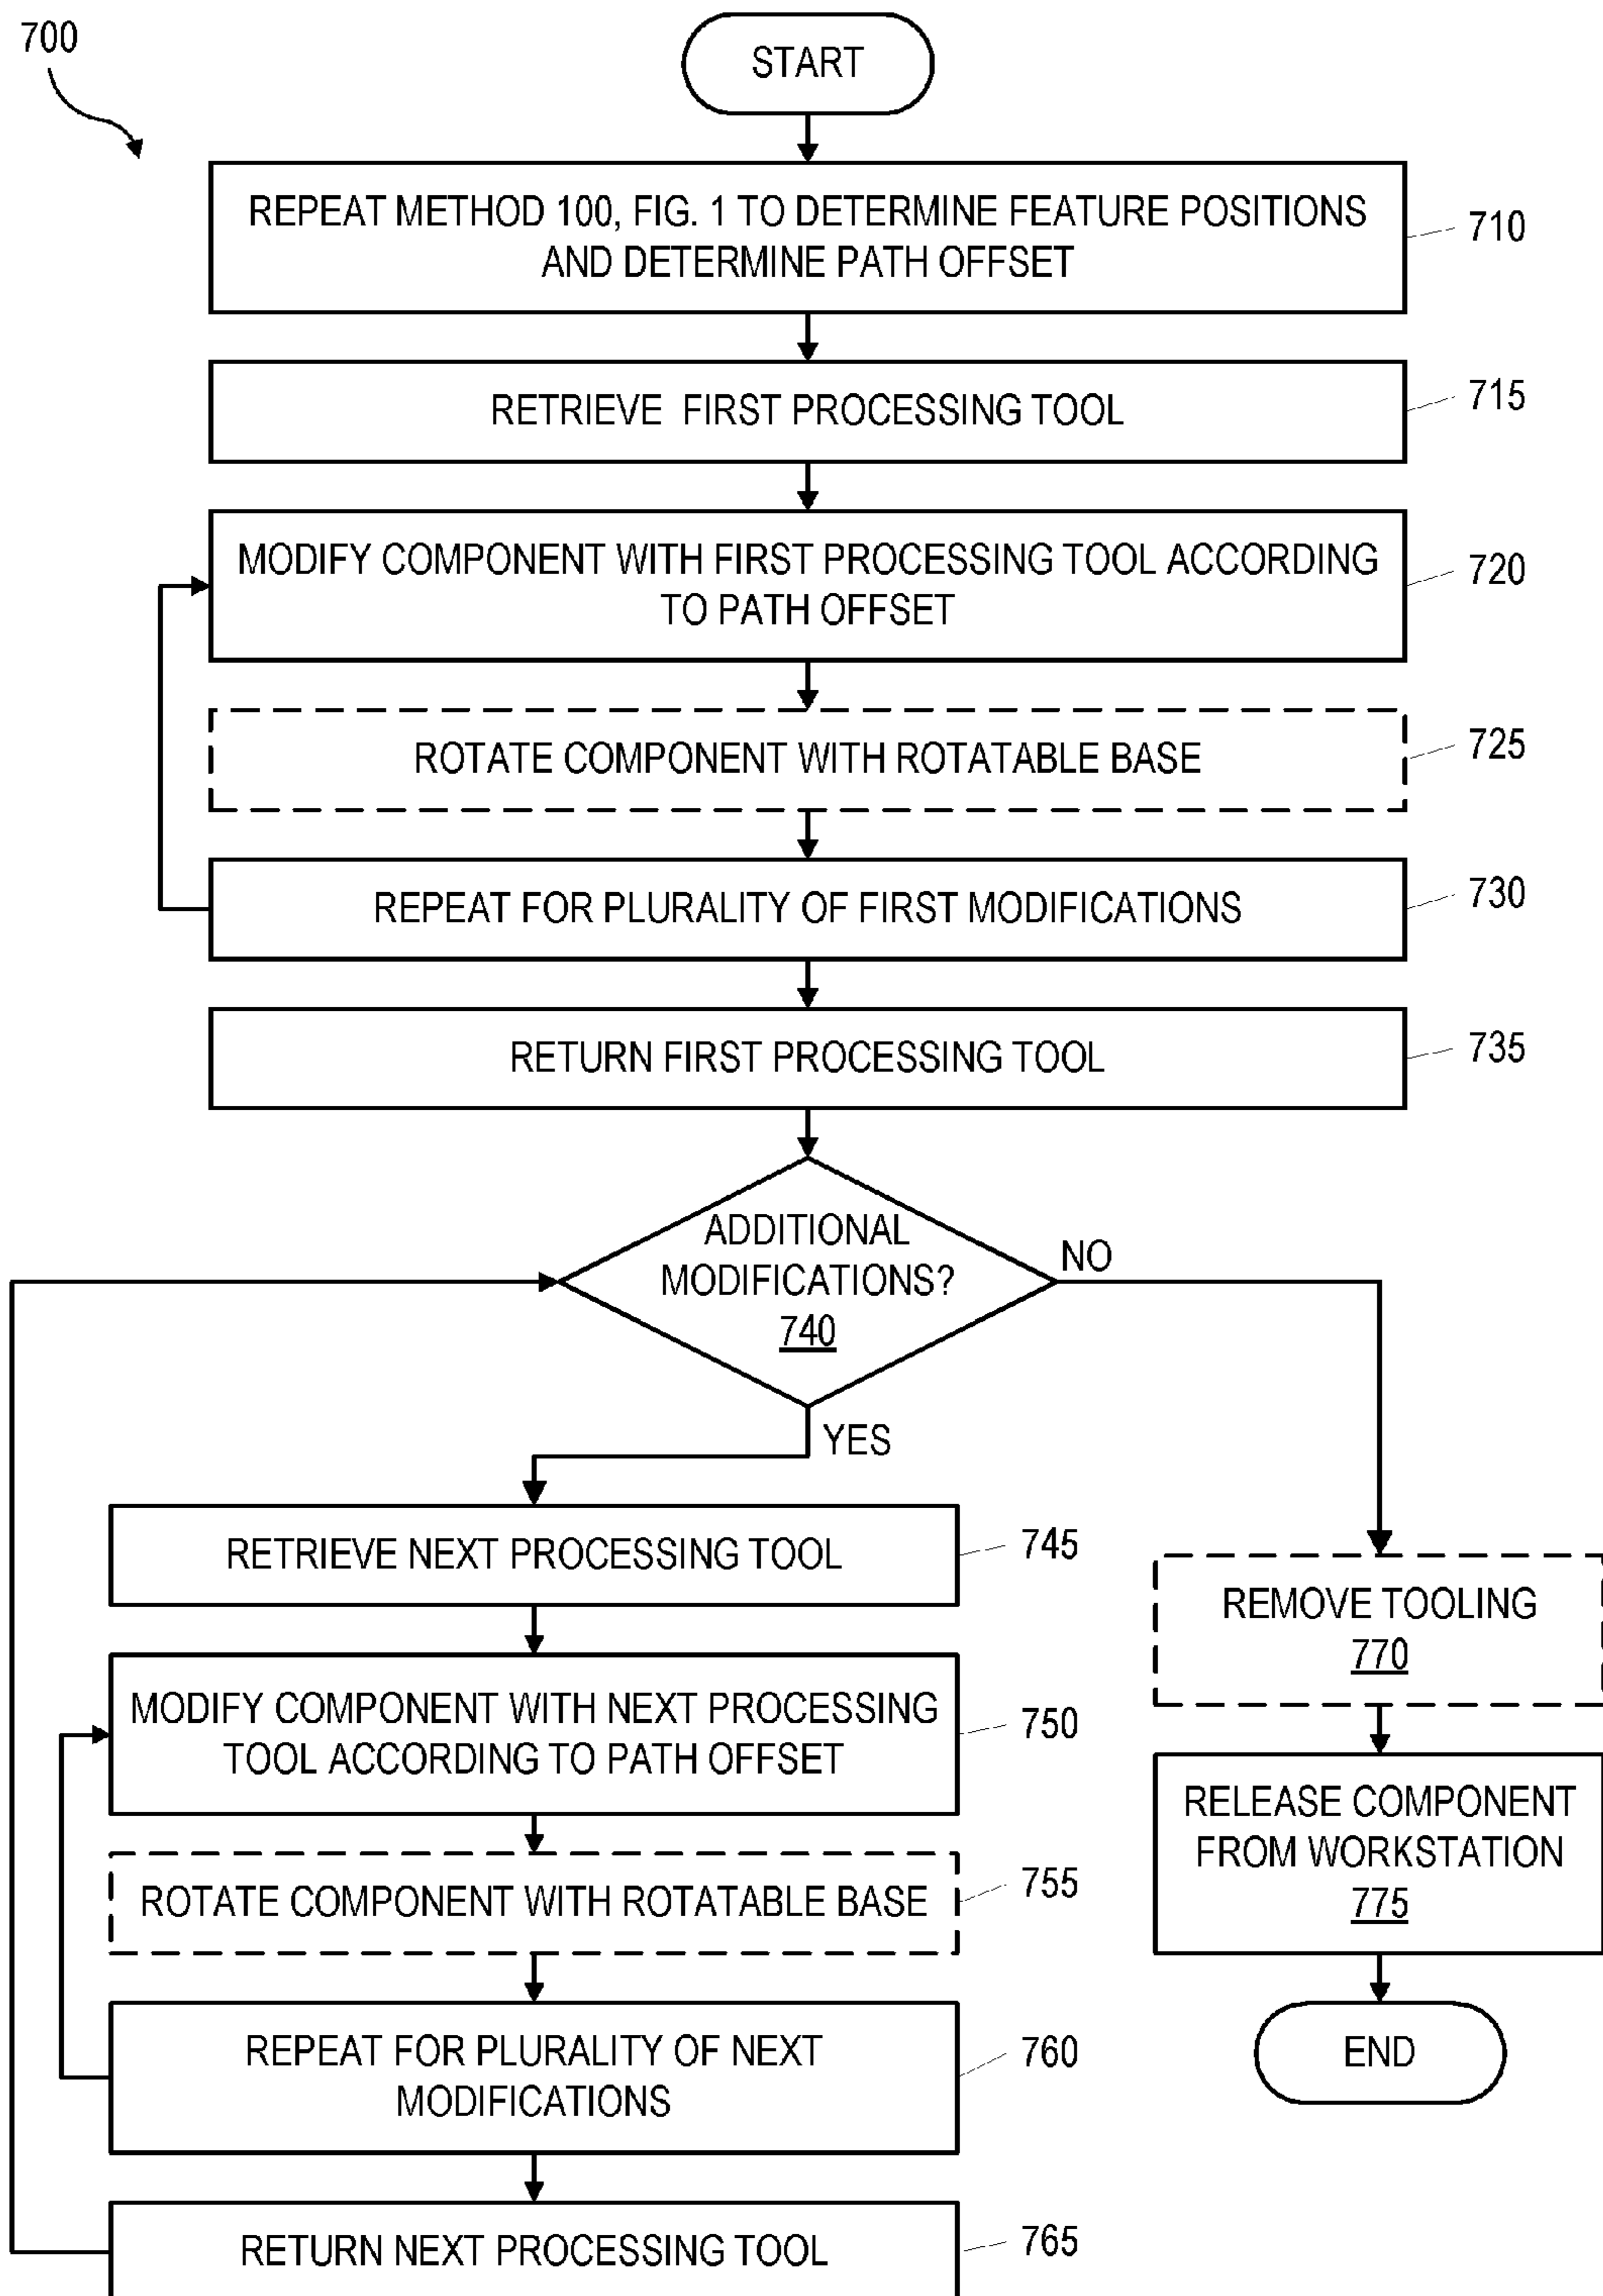 700
START
REPEAT METHOD 100, FIG. 1 TO DETERMINE FEATURE POSITIONS
AND DETERMINE PATH OFFSET
710
RETRIEVE FIRST PROCESSING TOOL
715
MODIFY COMPONENT WITH FIRST PROCESSING TOOL ACCORDING
TO PATH OFFSET
720
ROTATE COMPONENT WITH ROTATABLE BASE
725
REPEAT FOR PLURALITY OF FIRST MODIFICATIONS
730
RETURN FIRST PROCESSING TOOL
735
ADDITIONAL
MODIFICATIONS?
740
NO
YES
RETRIEVE NEXT PROCESSING TOOL
745
MODIFY COMPONENT WITH NEXT PROCESSING
TOOL ACCORDING TO PATH OFFSET
750
ROTATE COMPONENT WITH ROTATABLE BASE
755
REPEAT FOR PLURALITY OF NEXT
MODIFICATIONS
760
RETURN NEXT PROCESSING TOOL
765
REMOVE TOOLING
770
RELEASE COMPONENT
FROM WORKSTATION
775
END